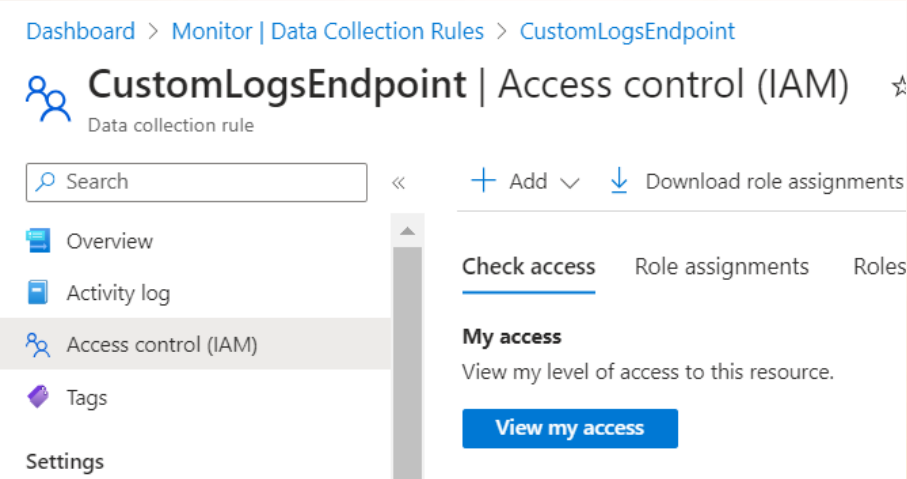 Dashboard > Monitor | Data Collection Rules > CustomLogsEndpoint
CustomLogsEndpoint | Access control (IAM)
Data collection rule
Search
Overview
Activity log
Access control (IAM)
Tags
Settings
Add
Download role assignments
Check access
Role assignments
Roles
My access
View my level of access to this resource.
View my access